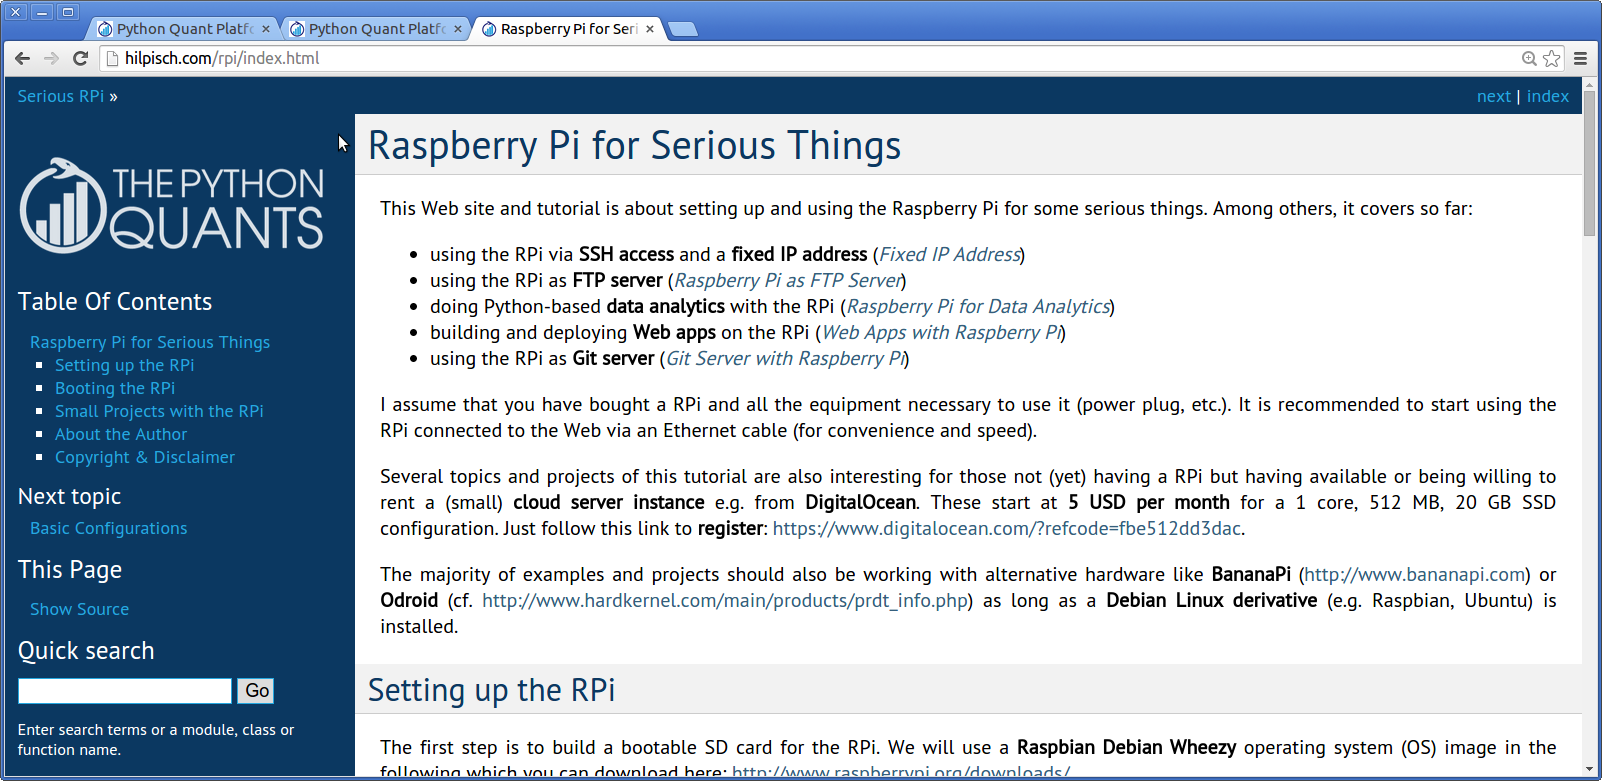 Python Quant Platfo
Python Quant Platfo
Raspberry Pi for Seri
hilpisch.com/rpi/index.html
Serious RPi »
next | index
THE PYTHON
QUANTS
Table Of Contents
Raspberry Pi for Serious Things
Setting up the RPi
Booting the RPi
Small Projects with the RPi
About the Author
Copyright & Disclaimer
Next topic
Basic Configurations
This Page
Show Source
Quick search
Go
Enter search terms or a module, class or
function name.
Raspberry Pi for Serious Things
This Web site and tutorial is about setting up and using the Raspberry Pi for some serious things. Among others, it covers so far:
• using the RPi via SSH access and a fixed IP address (Fixed IP Address)
• using the RPi as FTP server (Raspberry Pi as FTP Server)
• doing Python-based data analytics with the RPi (Raspberry Pi for Data Analytics)
• building and deploying Web apps on the RPi (Web Apps with Raspberry Pi)
• using the RPi as Git server (Git Server with Raspberry Pi)
I assume that you have bought a RPi and all the equipment necessary to use it (power plug, etc.). It is recommended to start using the
RPi connected to the Web via an Ethernet cable (for convenience and speed).
Several topics and projects of this tutorial are also interesting for those not (yet) having a RPi but having available or being willing to
rent a (small) cloud server instance e.g. from DigitalOcean. These start at 5 USD per month for a 1 core, 512 MB, 20 GB SSD
configuration. Just follow this link to register: https://www.digitalocean.com/?refcode=fbe512dd3dac.
The majority of examples and projects should also be working with alternative hardware like BananaPi (http://www.bananapi.com) or
Odroid (cf. http://www.hardkernel.com/main/products/prdt_info.php) as long as a Debian Linux derivative (e.g. Raspbian, Ubuntu) is
installed.
Setting up the RPi
The first step is to build a bootable SD card for the RPi. We will use a Raspbian Debian Wheezy operating system (OS) image in the
following which you can download here: http://www.raspberrypi.org/downloads/